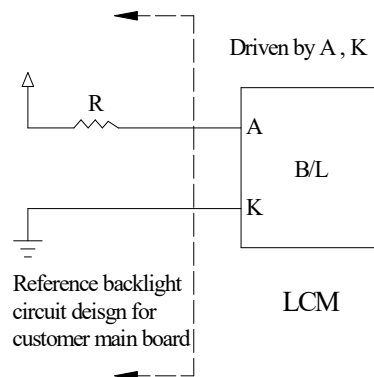 Driven by A , K
R
A
B/L
K
Reference backlight
circuit deisgn for
customer main board
LCM